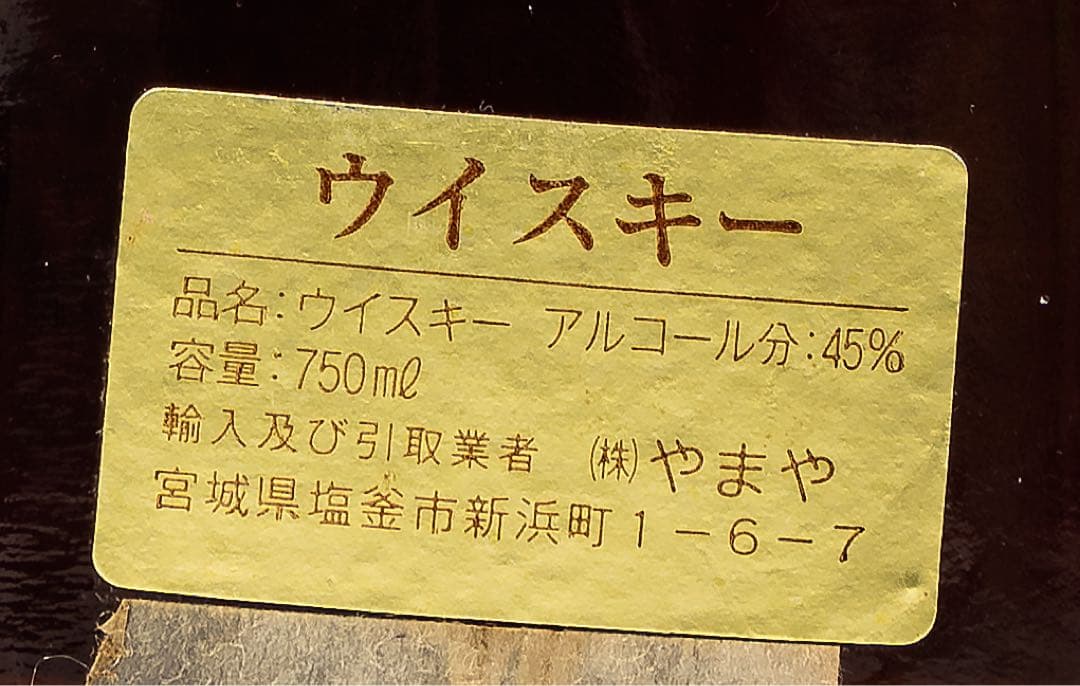 ウイスキー
品名:ウイスキー アルコール分:45%
容量:750mℓ
輸入及び引取業者 ㈱やまや
宮城県塩釜市新浜町1-6-7